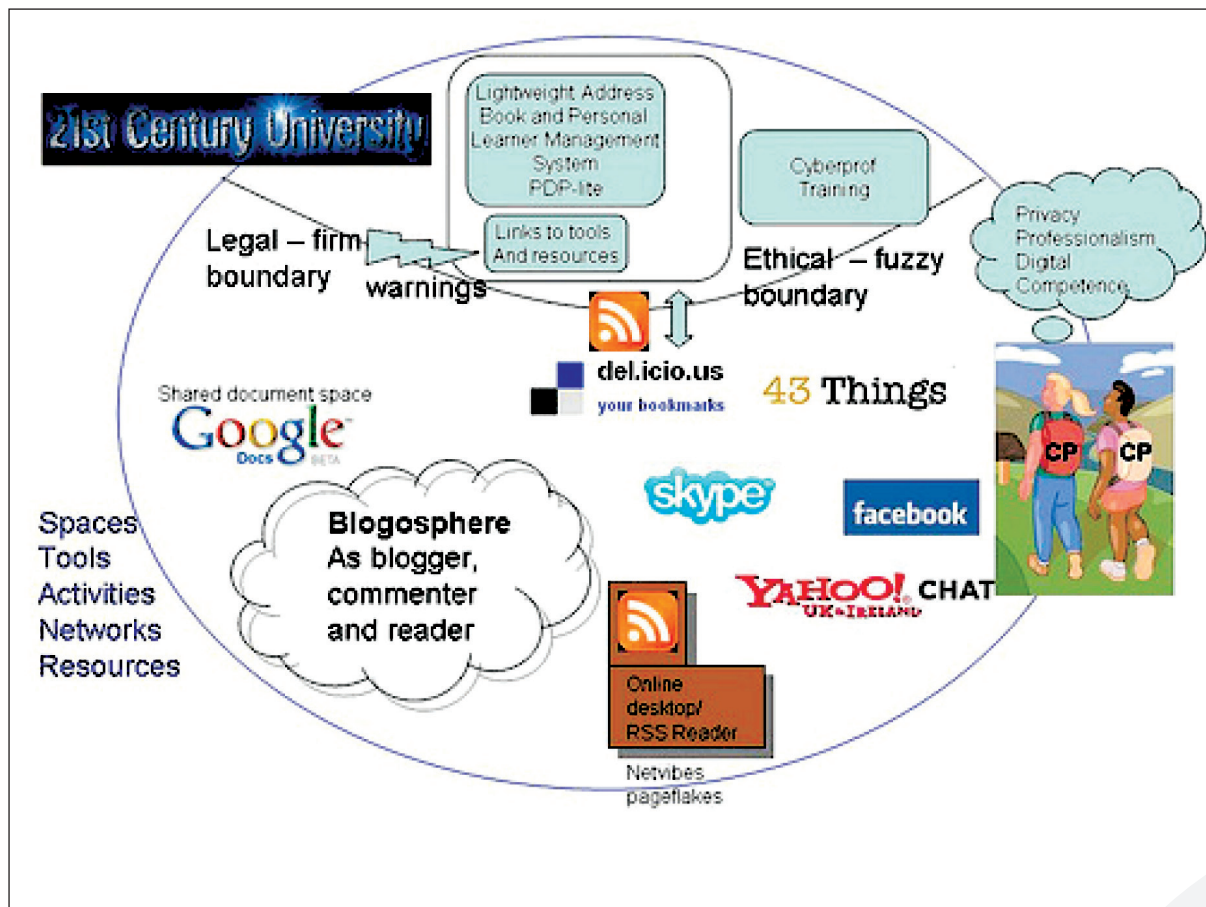 21st Century University
Lightweight Address
Book and Personal
Learner Management
System
PDP-lite
Links to tools
And resources
Cyberprof
Training
Privacy
Professionalism
Digital
Competence
Legal – firm
boundary
warnings
Ethical – fuzzy
boundary
del.icio.us
your bookmarks
43 Things
Shared document space
Google™
Docs BETA
skype
facebook
CP
CP
YAHOO! CHAT
UK & IRELAND
Spaces
Tools
Activities
Networks
Resources
Blogosphere
As blogger,
commenter
and reader
Online
desktop/
RSS Reader
Netvibes
pageflakes